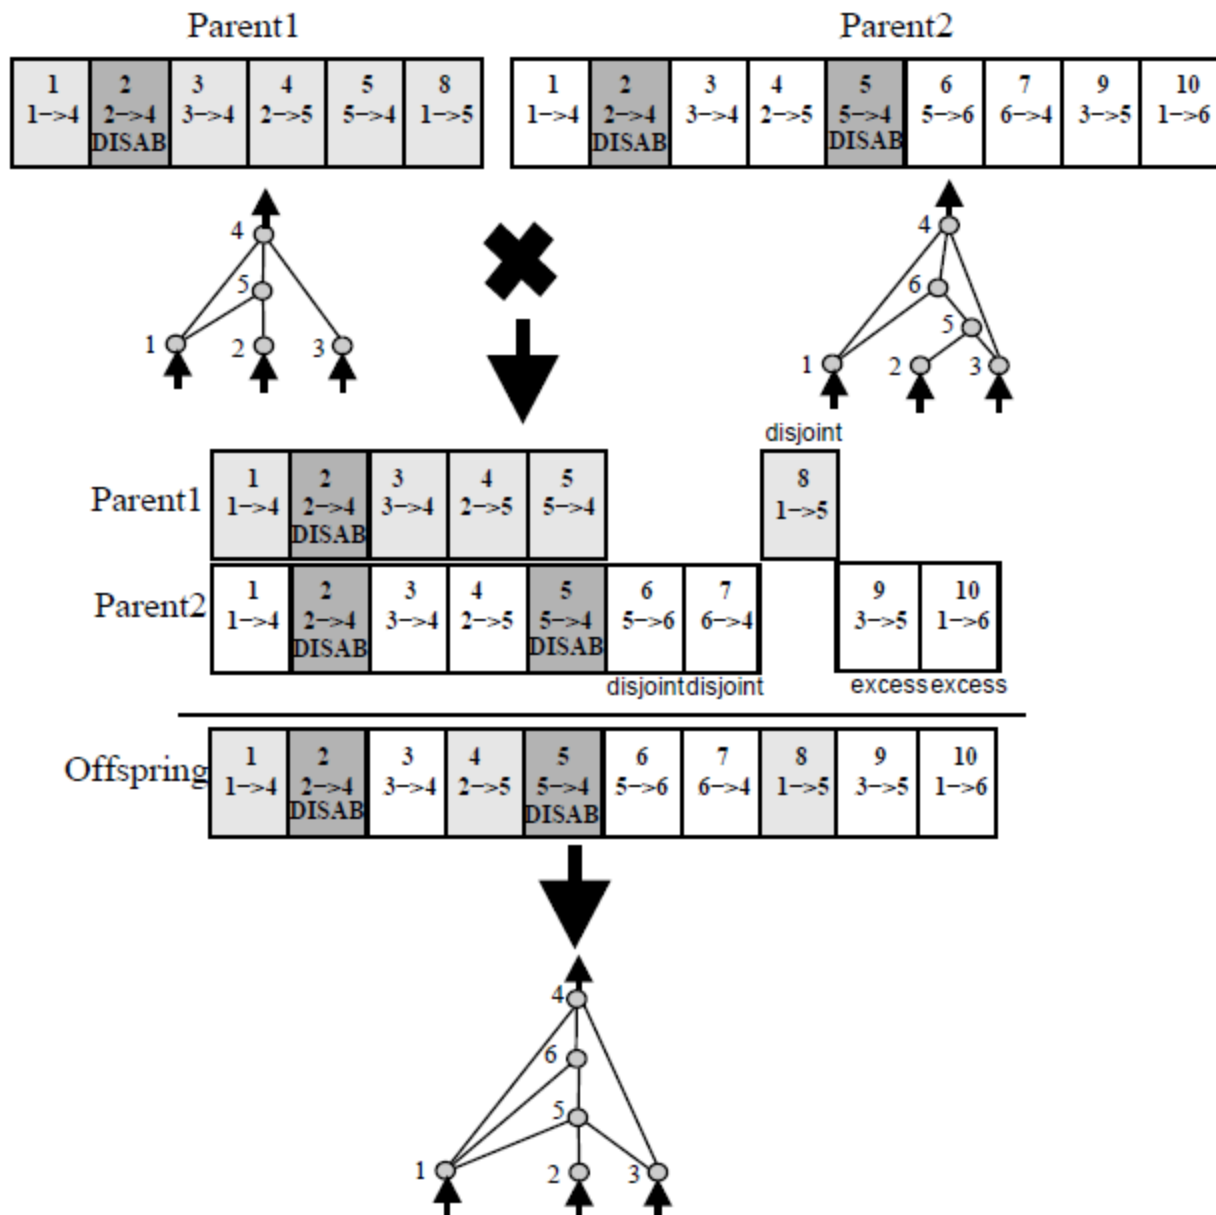 Parent1 Parent2
1 2 3 4 5 8 1 2 3 4 5 6 7 9 10
1->4 2->4 3->4 2->5 5->4 1->5 1->4 2->4 3->4 2->5 5->4 5->6 6->4 3->5 1->6
DISAB DISAB DISAB
4 4
5 6
5
1 2 3 1 2 3
disjoint
Parent1 1 2 3 4 5 8
1->4 2->4 3->4 2->5 5->4 1->5
DISAB
Parent2 1 2 3 4 5 6 7 9 10
1->4 2->4 3->4 2->5 5->4 5->6 6->4 3->5 1->6
DISAB DISAB
disjoint disjoint excess excess
Offspring 1 2 3 4 5 6 7 8 9 10
1->4 2->4 3->4 2->5 5->4 5->6 6->4 1->5 3->5 1->6
DISAB DISAB
4
6
5
1 2 3